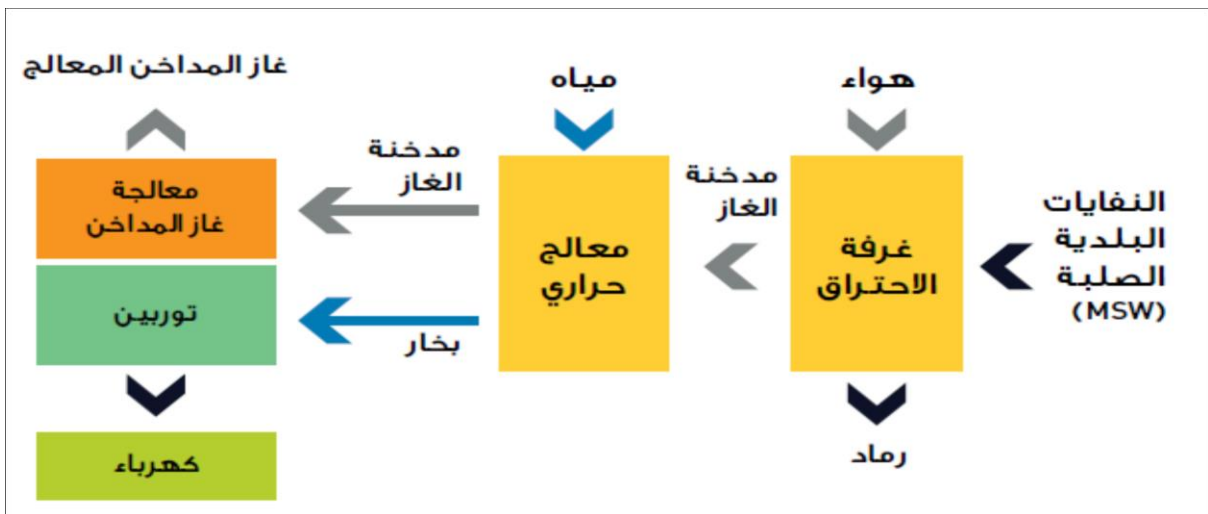 النفايات
البلدية
الصلبة
(MSW)
هواء
غرفة
الاحتراق
رماد
مدخنة
الغاز
مياه
معالج
حراري
مدخنة
الغاز
بخار
غاز المداخن المعالج
معالجة
غاز المداخن
توربين
كهرباء